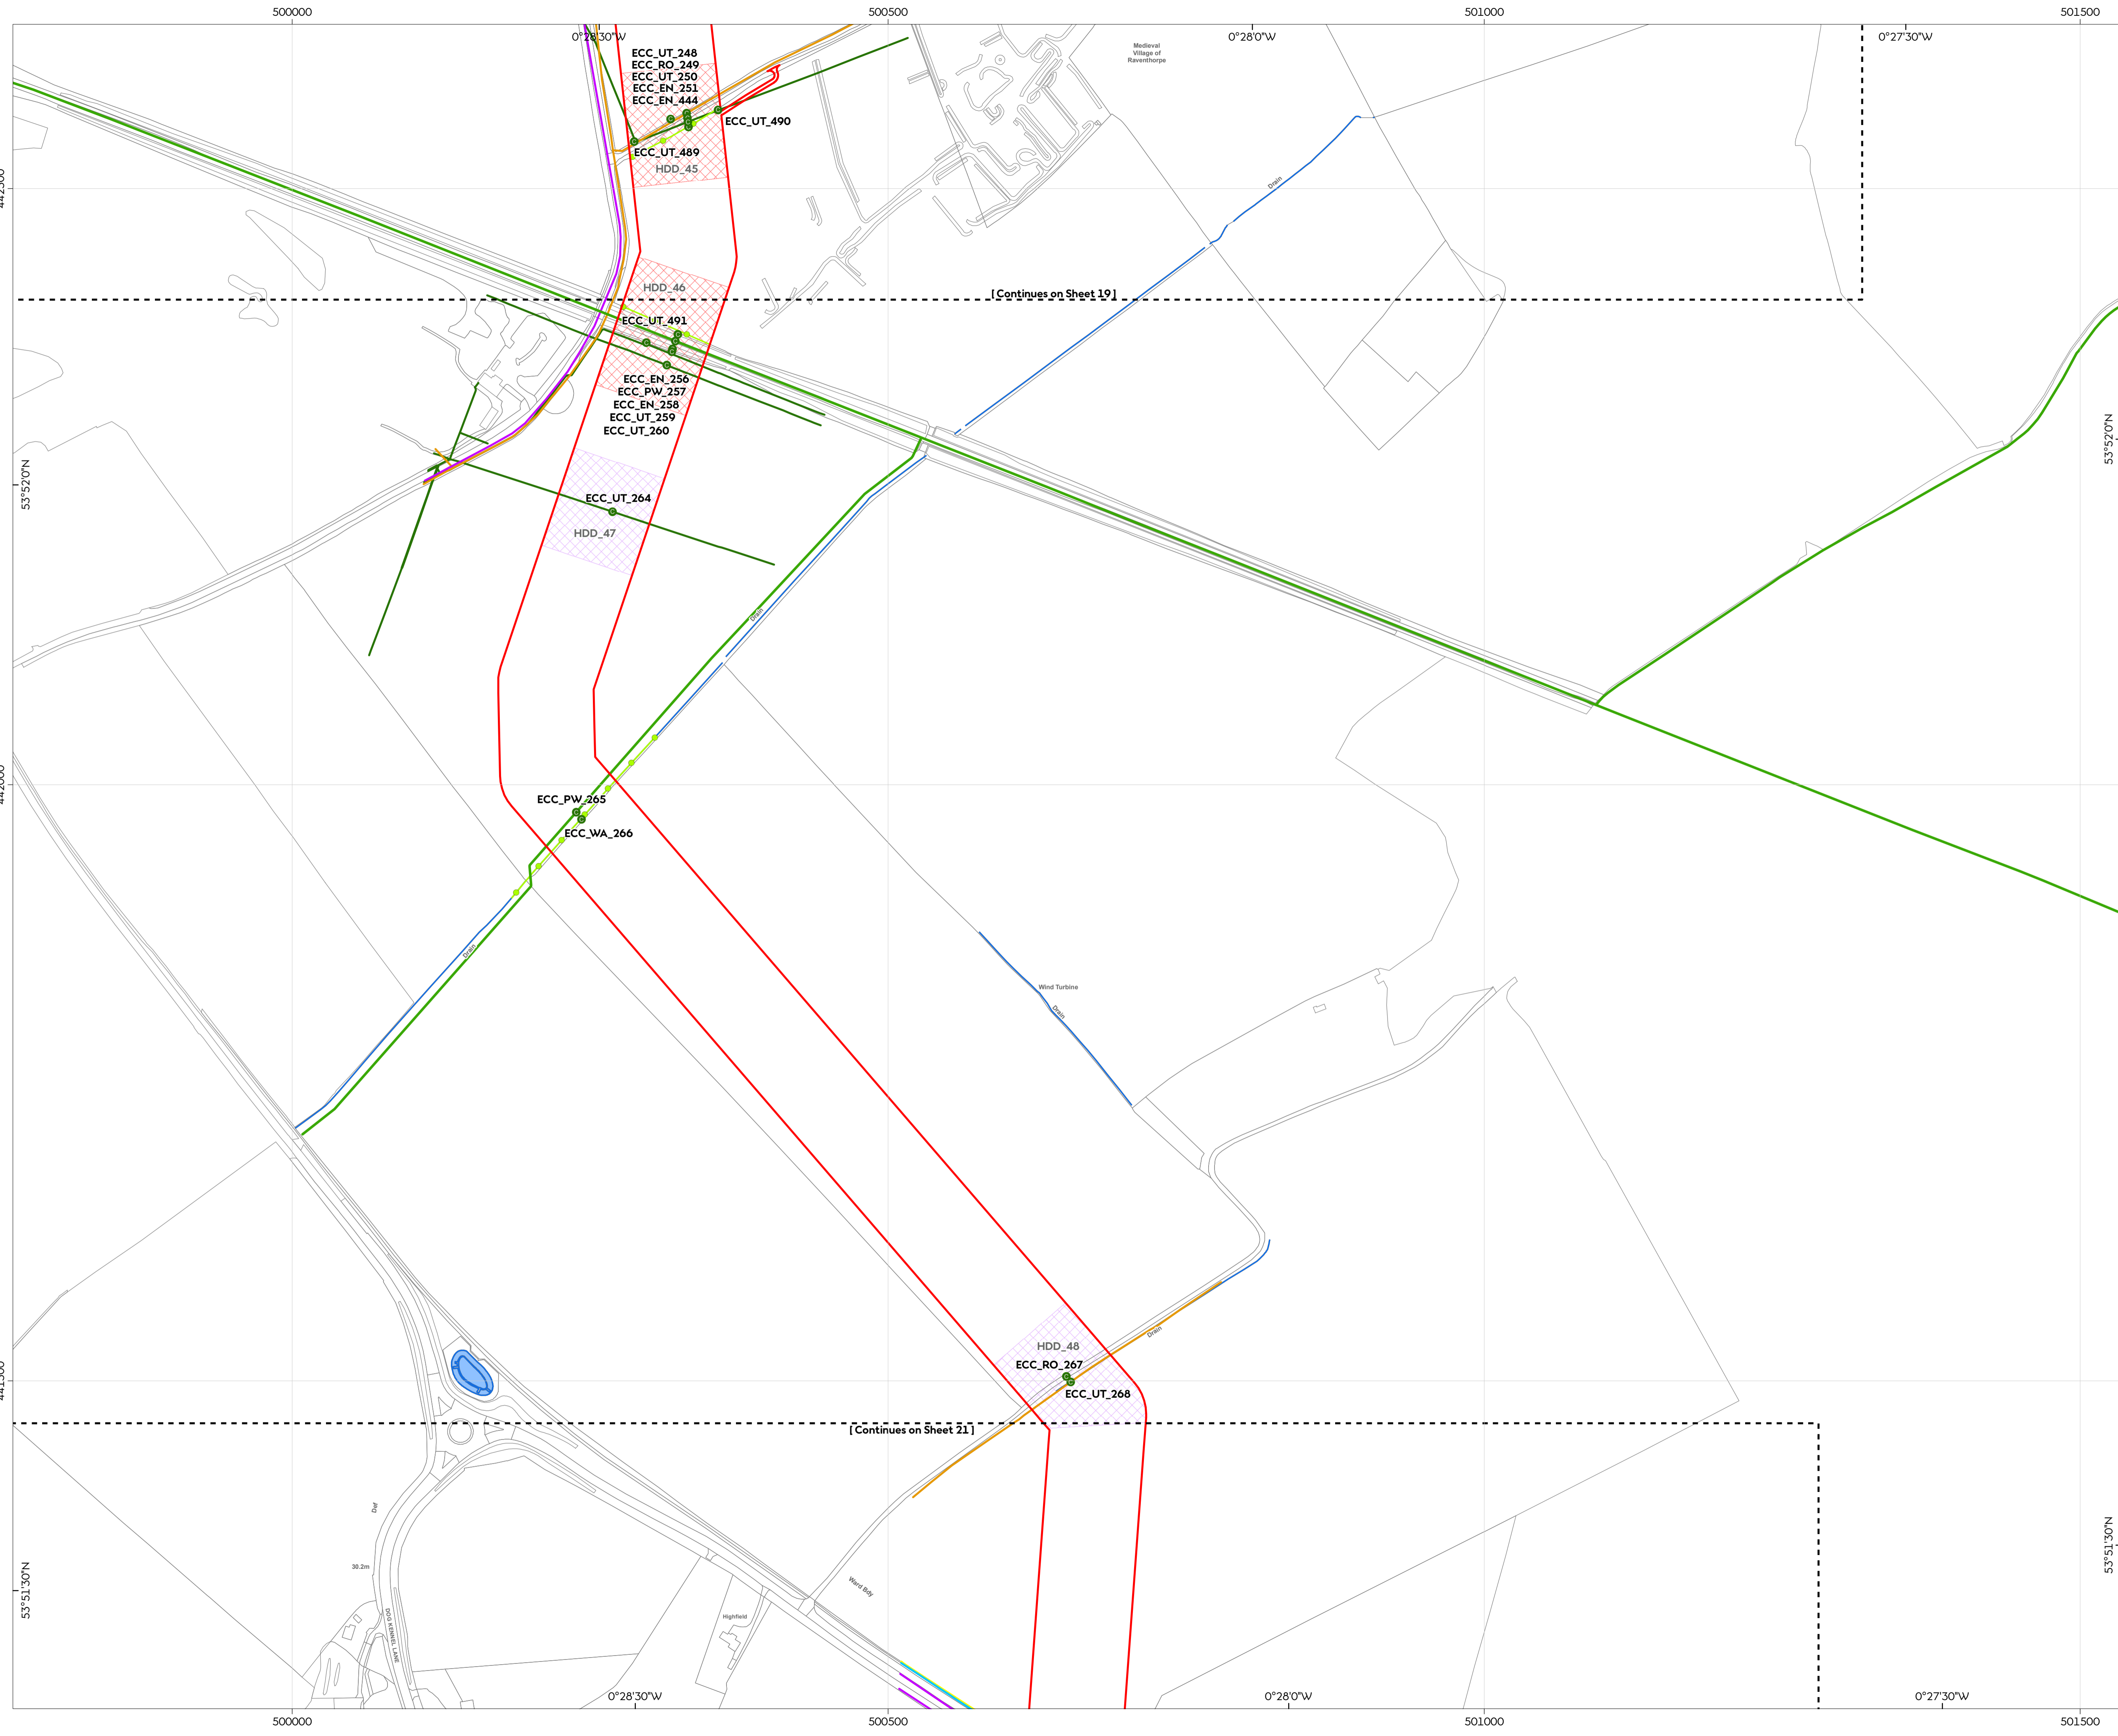 500000
500500
501000
501500
0°28'30"W
0°28'0"W
0°27'30"W
Medieval
Village of
Raventhorpe
ECC_UT_248
ECC_RO_249
ECC_UT_250
ECC_EN_251
ECC_EN_444
ECC_UT_490
ECC_UT_489
HDD_45
Drain
442500
HDD_46
[ Continues on Sheet 19 ]
ECC_UT_491
ECC_EN_256
ECC_PW_257
ECC_EN_258
ECC_UT_259
ECC_UT_260
53°52'0"N
53°52'0"N
ECC_UT_264
HDD_47
Drain
442000
ECC_PW_265
ECC_WA_266
Drain
Wind Turbine
Drain
Drain
HDD_48
ECC_RO_267
ECC_UT_268
441500
[ Continues on Sheet 21 ]
Def
30.2m
53°51'30"N
53°51'30"N
Ward Bdy
Highfield
DOG KENNEL LANE
0°28'30"W
0°28'0"W
0°27'30"W
500000
500500
501000
501500